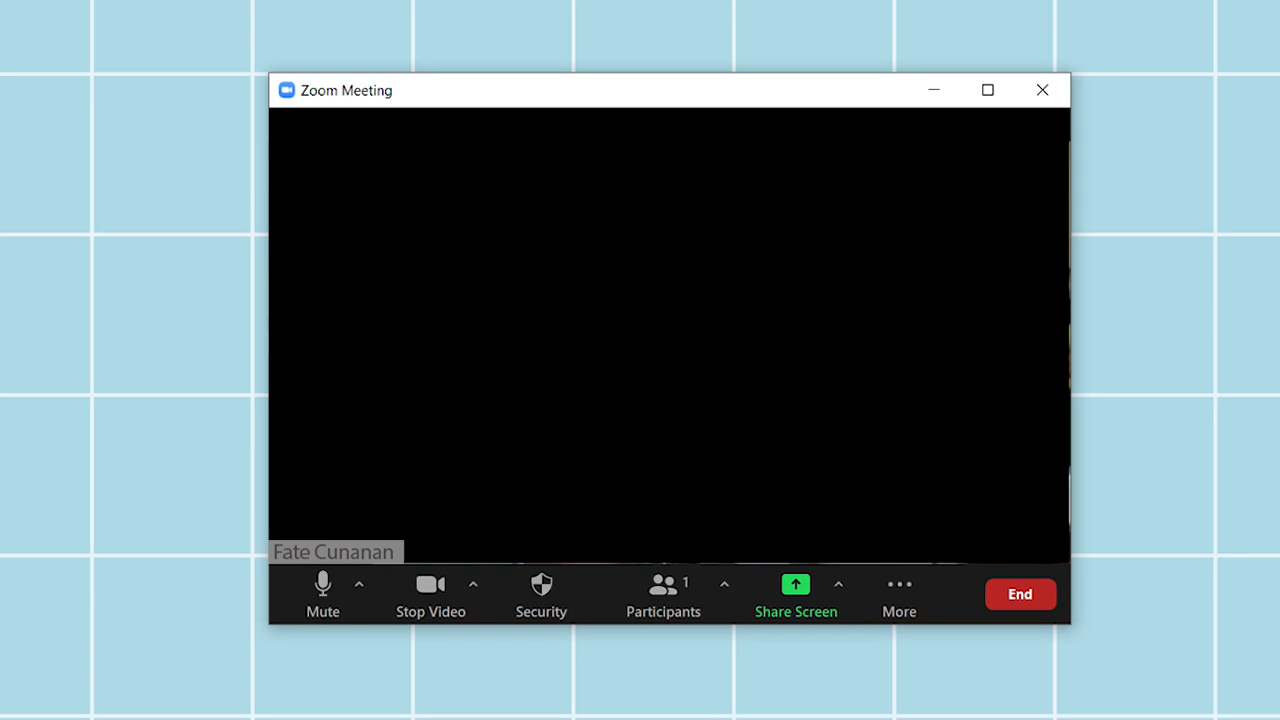 Zoom Meeting
Fate Cunanan
1
Mute
Stop Video
Security
Participants
Share Screen
More
End